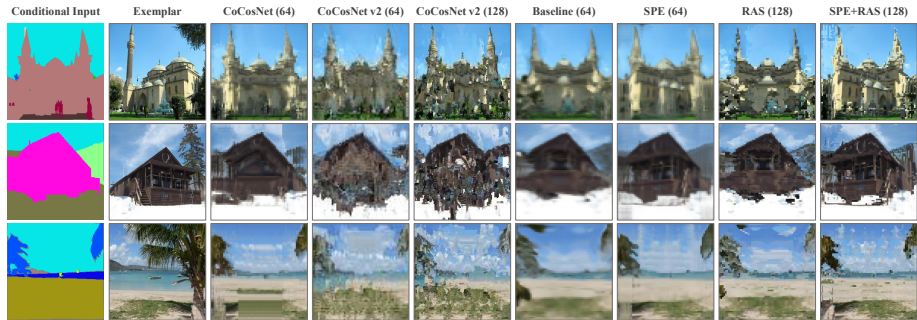 Conditional Input Exemplar CoCosNet (64) CoCosNet v2 (64) CoCosNet v2 (128) Baseline (64) SPE (64) RAS (128) SPE+RAS (128)